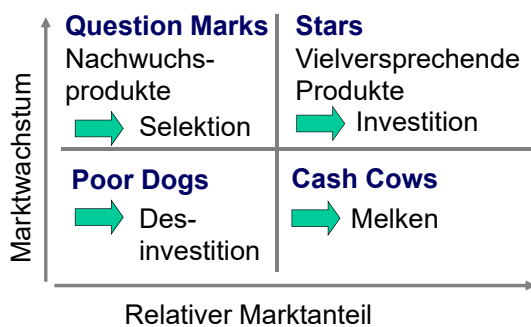 Question Marks
Nachwuchs-
produkte
Selektion
Stars
Vielversprechende
Produkte
Investition
Poor Dogs
Des-
investition
Cash Cows
Melken
Marktwachstum
Relativer Marktanteil